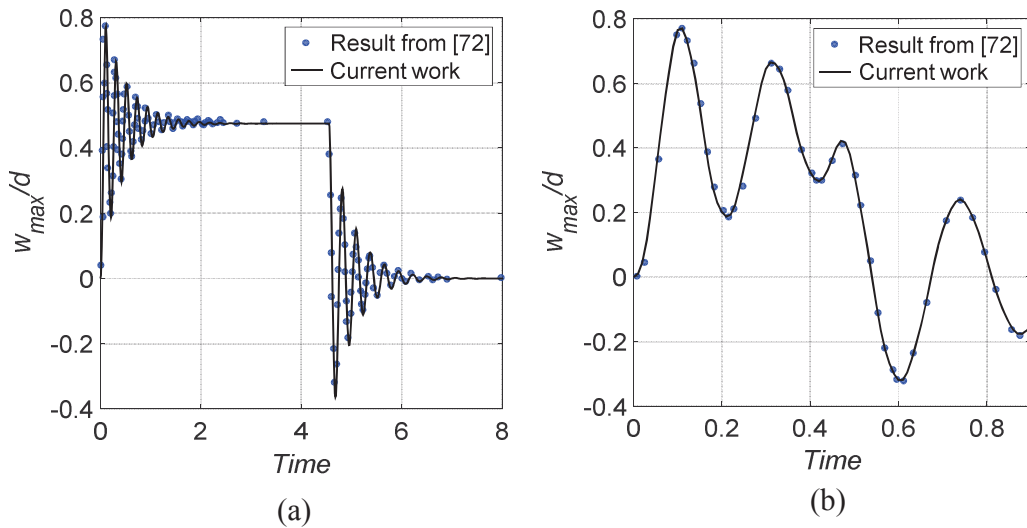 0.8
0.6
0.4
0.2
0
-0.2
-0.4
w_max/d
Result from [72]
Current work
0 2 4 6 8
Time
(a)
0.8
0.6
0.4
0.2
0
-0.2
-0.4
w_max/d
Result from [72]
Current work
0 0.2 0.4 0.6 0.8
Time
(b)